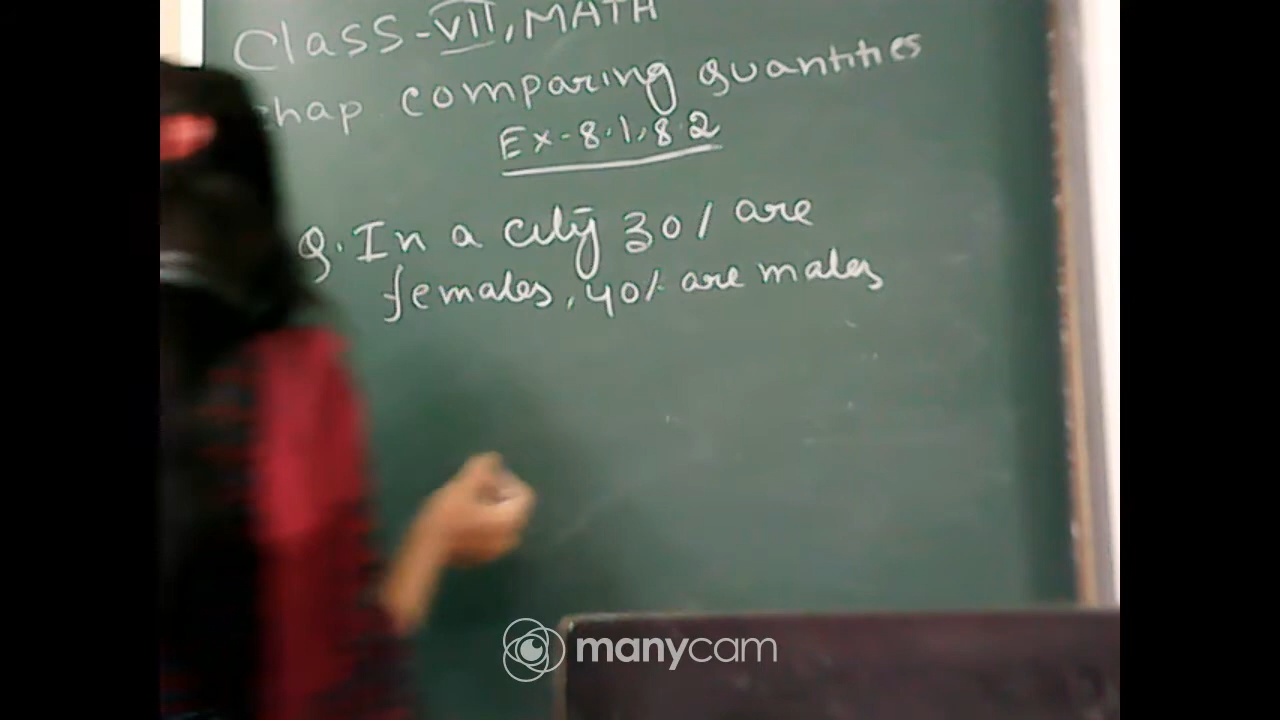 Class-VII, MATH
chap comparing quantities
Ex-8.1, 8.2
Q. In a city 30% are
females, 40% are males
manycam